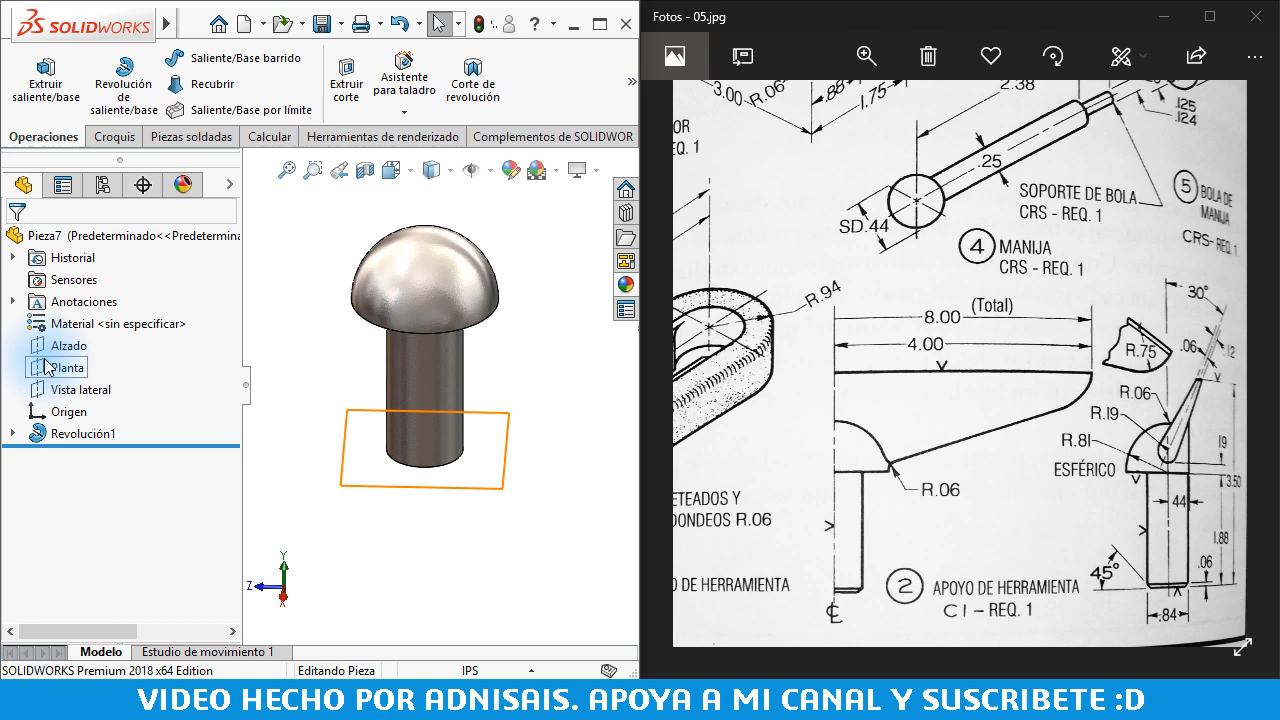 SOLIDWORKS
Extruir
saliente/base
Revolución
de
saliente/base
Saliente/Base barrido
Recubrir
Saliente/Base por límite
Extruir
corte
Asistente
para taladro
Corte de
revolución
Operaciones
Croquis
Piezas soldadas
Calcular
Herramientas de renderizado
Complementos de SOLIDWOR
Pieza7 (Predeterminado<<Predetermina
Historial
Sensores
Anotaciones
Material <sin especificar>
Alzado
Planta
Vista lateral
Origen
Revolución1
Y
Z
X
Modelo
Estudio de movimiento 1
SOLIDWORKS Premium 2018 x64 Edition
Editando Pieza
IPS
Fotos - 05.jpg
3.00
R.06
.88
1.75
2.38
.125
.124
OR
EQ. 1
.25
SD.44
SOPORTE DE BOLA
CRS - REQ. 1
5
BOLA DE
MANIJA
CRS- REQ. 1
4
MANIJA
CRS - REQ. 1
R.94
8.00
(Total)
4.00
30°
R.75
.06
.12
R.06
R.19
R.81
ESFÉRICO
19
3.50
44
1.88
.06
45°
.84
R.06
ETEADOS Y
DONDEOS R.06
O DE HERRAMIENTA
2
APOYO DE HERRAMIENTA
C I - REQ. 1
VIDEO HECHO POR ADNISAIS. APOYA A MI CANAL Y SUSCRIBETE :D